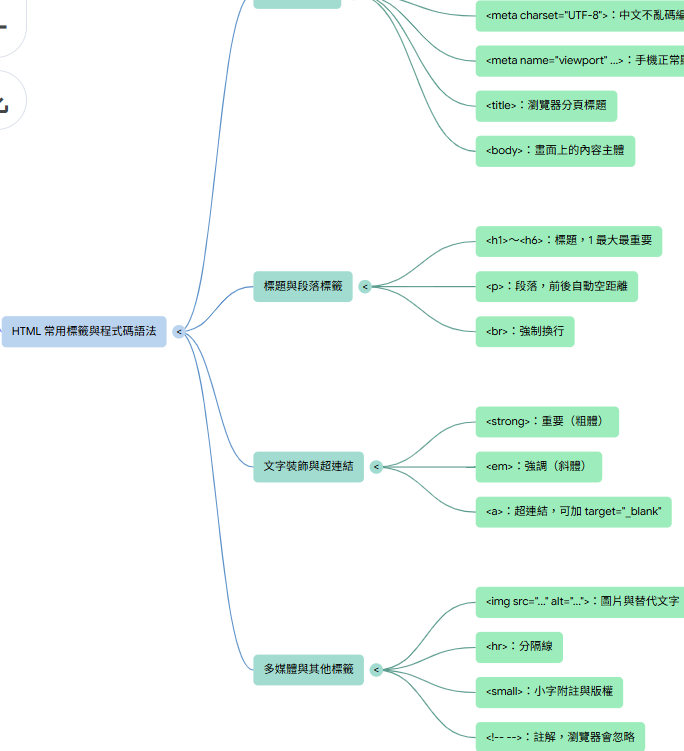 <meta charset="UTF-8">：中文不亂碼
<meta name="viewport" ...>：手機正常
<title>：瀏覽器分頁標題
<body>：畫面上的內容主體
HTML 常用標籤與程式碼語法
<
標題與段落標籤
<
<h1>～<h6>：標題，1 最大最重要
<p>：段落，前後自動空距離
<br>：強制換行
文字裝飾與超連結
<
<strong>：重要（粗體）
<em>：強調（斜體）
<a>：超連結，可加 target="_blank"
多媒體與其他標籤
<
<img src="..." alt="...">：圖片與替代文字
<hr>：分隔線
<small>：小字附註與版權
<!-- -->：註解，瀏覽器會忽略